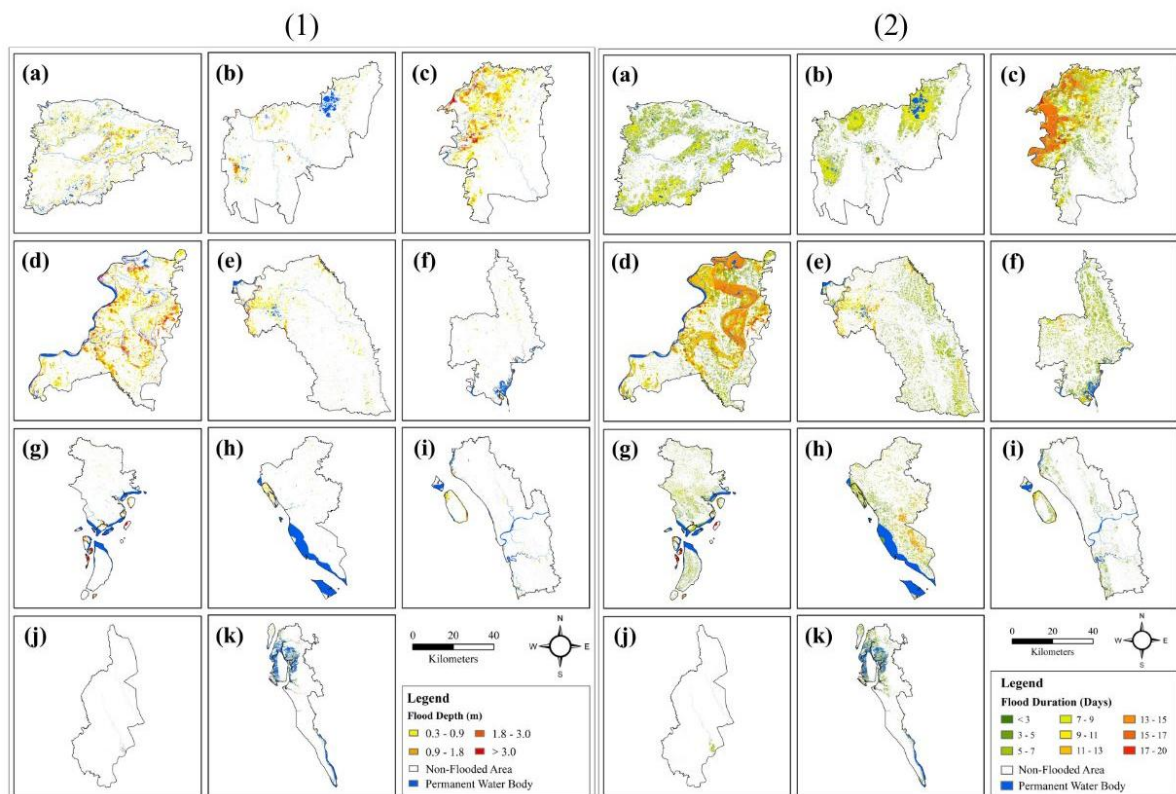 (1)
(2)
(a)
(b)
(c)
(a)
(b)
(c)
(d)
(e)
(f)
(d)
(e)
(f)
(g)
(h)
(i)
(g)
(h)
(i)
(j)
(k)
0 20 40
Kilometers
N
W E
S
Legend
Flood Depth (m)
0.3 - 0.9 1.8 - 3.0
0.9 - 1.8 > 3.0
Non-Flooded Area
Permanent Water Body
(j)
(k)
0 20 40
Kilometers
N
W E
S
Legend
Flood Duration (Days)
< 3 7 - 9 13 - 15
3 - 5 9 - 11 15 - 17
5 - 7 11 - 13 17 - 20
Non-Flooded Area
Permanent Water Body